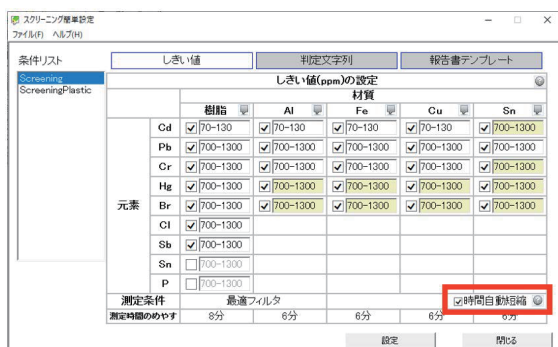 スクリーニング簡単設定
ファイル(F) ヘルプ(H)
条件リスト しきい値 判定文字列 報告書テンプレート
Screening
ScreeningPlastic
しきい値(ppm)の設定
材質
樹脂 Al Fe Cu Sn
元素
Cd 70-130 70-130 70-130 70-130 700-1300
Pb 700-1300 700-1300 700-1300 700-1300 700-1300
Cr 700-1300 700-1300 700-1300 700-1300 700-1300
Hg 700-1300 700-1300 700-1300 700-1300 700-1300
Br 700-1300 700-1300 700-1300 700-1300 700-1300
Cl 700-1300
Sb 700-1300
Sn 700-1300
P 700-1300
測定条件 最適フィルタ 時間自動短縮
測定時間のめやす 8分 6分 6分 6分 6分
設定 閉じる